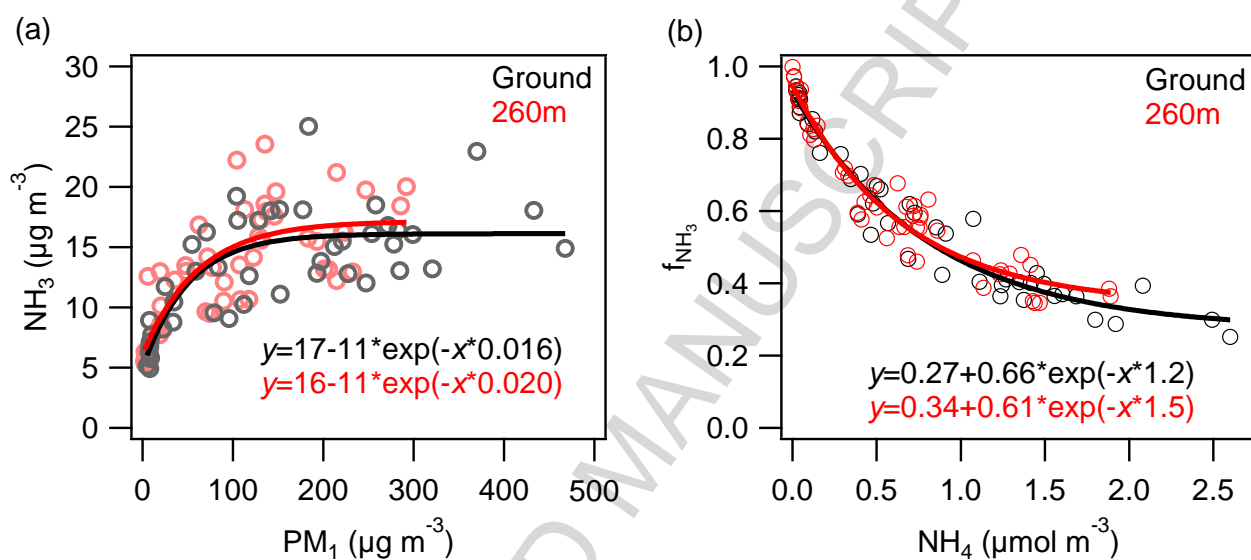 (a)
30
25
20
15
10
5
0
NH₃ (µg m⁻³)
Ground
260m
y=17-11*exp(-x*0.016)
y=16-11*exp(-x*0.020)
0 100 200 300 400 500
PM₁ (µg m⁻³)
(b)
1.0
0.8
0.6
0.4
0.2
0.0
f_NH₃
Ground
260m
y=0.27+0.66*exp(-x*1.2)
y=0.34+0.61*exp(-x*1.5)
0.0 0.5 1.0 1.5 2.0 2.5
NH₄ (µmol m⁻³)
D MANUSCRIP